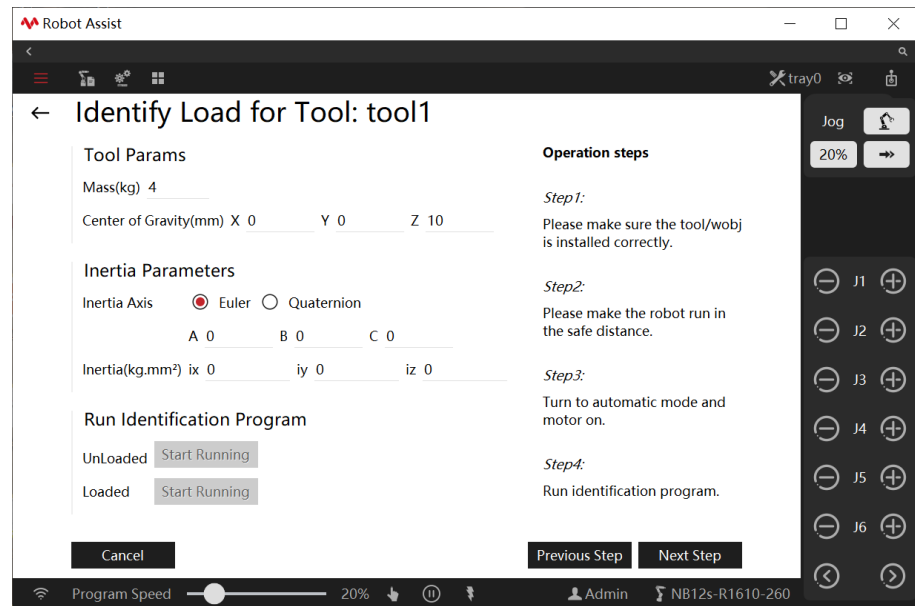 Robot Assist
tray0
Identify Load for Tool: tool1
Jog
20%
Tool Params
Mass(kg) 4
Center of Gravity(mm) X 0 Y 0 Z 10
Inertia Parameters
Inertia Axis Euler Quaternion
A 0 B 0 C 0
Inertia(kg.mm²) ix 0 iy 0 iz 0
Run Identification Program
UnLoaded Start Running
Loaded Start Running
Operation steps
Step1:
Please make sure the tool/wobj
is installed correctly.
Step2:
Please make the robot run in
the safe distance.
Step3:
Turn to automatic mode and
motor on.
Step4:
Run identification program.
J1
J2
J3
J4
J5
J6
Cancel
Previous Step
Next Step
Program Speed 20% Admin NB12s-R1610-260